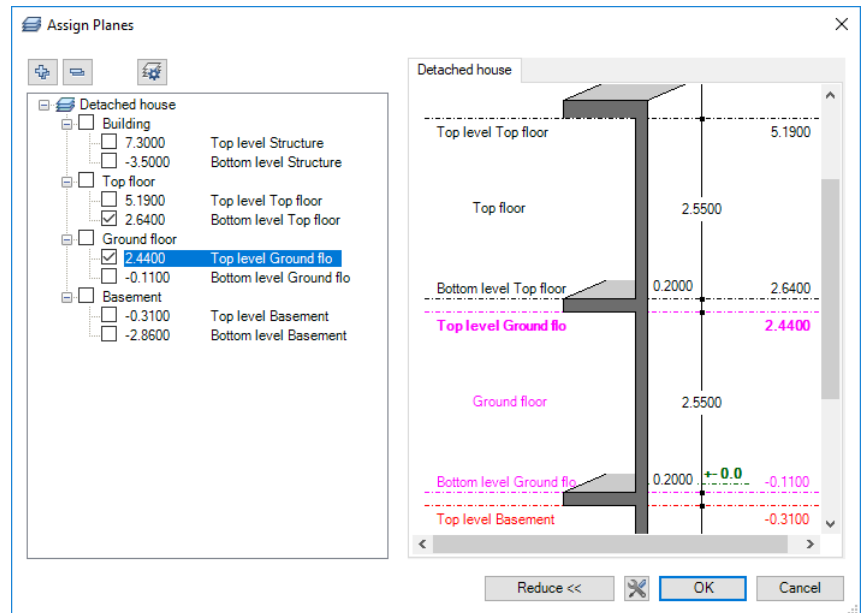 Assign Planes
Detached house
Building
7.3000 Top level Structure
-3.5000 Bottom level Structure
Top floor
5.1900 Top level Top floor
2.6400 Bottom level Top floor
Ground floor
2.4400 Top level Ground flo
-0.1100 Bottom level Ground flo
Basement
-0.3100 Top level Basement
-2.8600 Bottom level Basement
Detached house
Top level Top floor 5.1900
Top floor 2.5500
Bottom level Top floor 0.2000 2.6400
Top level Ground flo 2.4400
Ground floor 2.5500
Bottom level Ground flo 0.2000 +-0.0 -0.1100
Top level Basement -0.3100
Reduce << OK Cancel